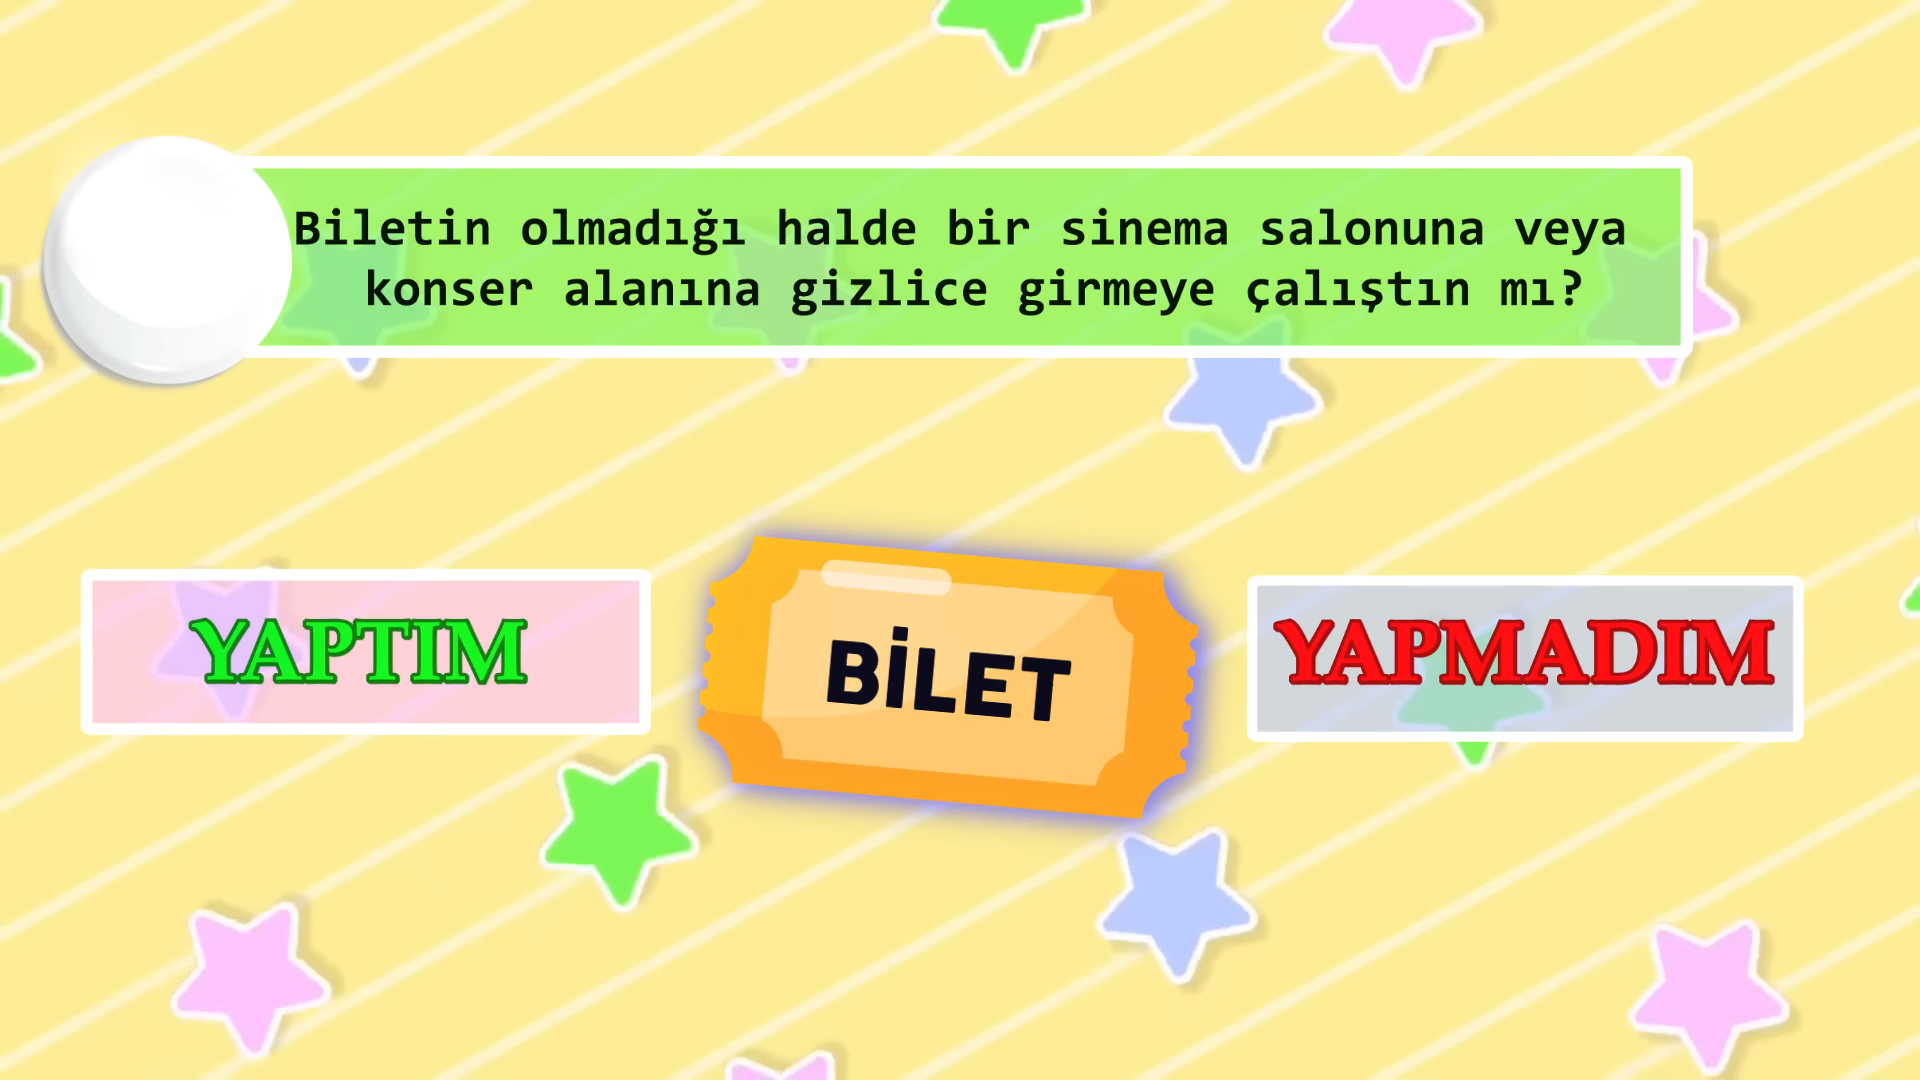 Biletin olmadığı halde bir sinema salonuna veya
konser alanına gizlice girmeye çalıştın mı?
YAPTIM
BİLET
YAPMADIM